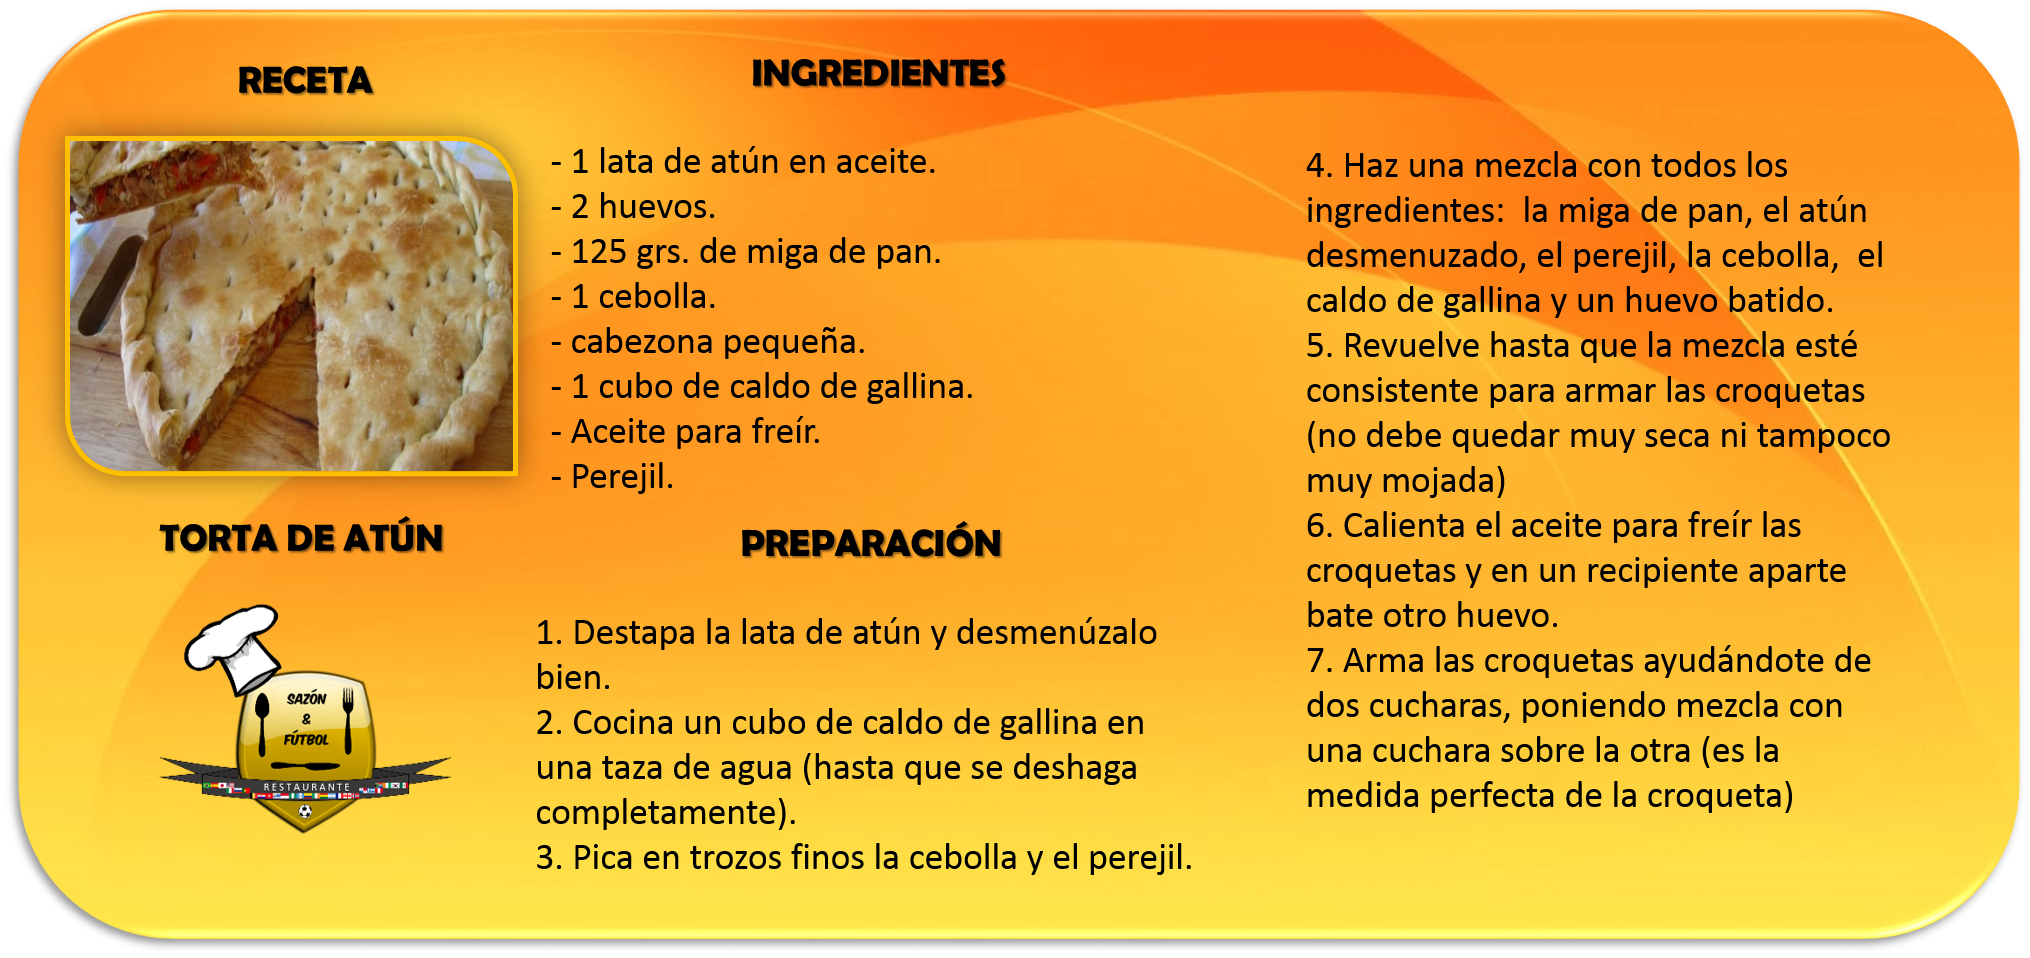 RECETA
TORTA DE ATÚN
SAZÓN
&
FÚTBOL
RESTAURANTE
INGREDIENTES
- 1 lata de atún en aceite.
- 2 huevos.
- 125 grs. de miga de pan.
- 1 cebolla.
- cabezona pequeña.
- 1 cubo de caldo de gallina.
- Aceite para freír.
- Perejil.
PREPARACIÓN
1. Destapa la lata de atún y desmenúzalo
bien.
2. Cocina un cubo de caldo de gallina en
una taza de agua (hasta que se deshaga
completamente).
3. Pica en trozos finos la cebolla y el perejil.
4. Haz una mezcla con todos los
ingredientes:  la miga de pan, el atún
desmenuzado, el perejil, la cebolla,  el
caldo de gallina y un huevo batido.
5. Revuelve hasta que la mezcla esté
consistente para armar las croquetas
(no debe quedar muy seca ni tampoco
muy mojada)
6. Calienta el aceite para freír las
croquetas y en un recipiente aparte
bate otro huevo.
7. Arma las croquetas ayudándote de
dos cucharas, poniendo mezcla con
una cuchara sobre la otra (es la
medida perfecta de la croqueta)